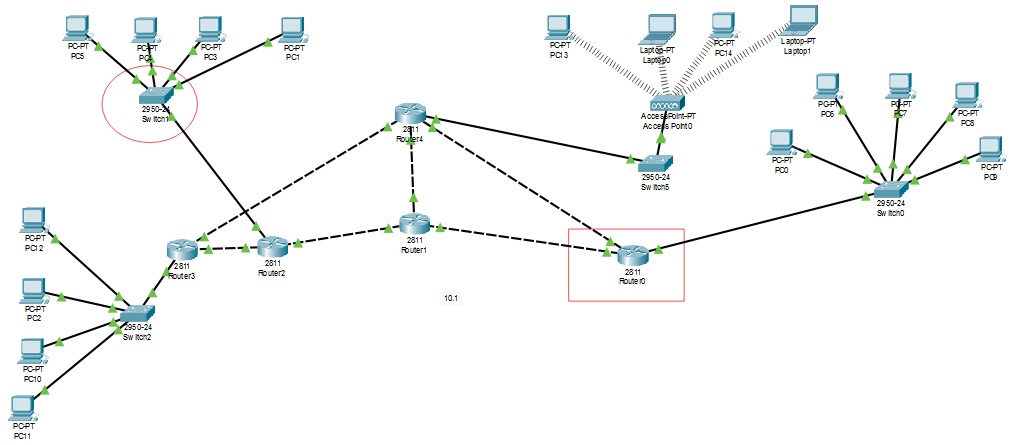 PC-PT
PC5
PC-PT
PC-PT
PC3
PC-PT
PC1
2950-24
Switch1
PC-PT
PC13
Laptop-PT
Laptop0
PC-PT
PC14
Laptop-PT
Laptop1
AccessPoint-PT
Access Point0
2811
Router4
2950-24
Switch5
PC-PT
PC6
PC-PT
PC7
PC-PT
PC8
PC-PT
PC0
PC-PT
PC9
2950-24
Switch0
PC-PT
PC12
2811
Router3
2811
Router2
2811
Router1
2811
Router0
10.1
PC-PT
PC2
2950-24
Switch2
PC-PT
PC10
PC-PT
PC11